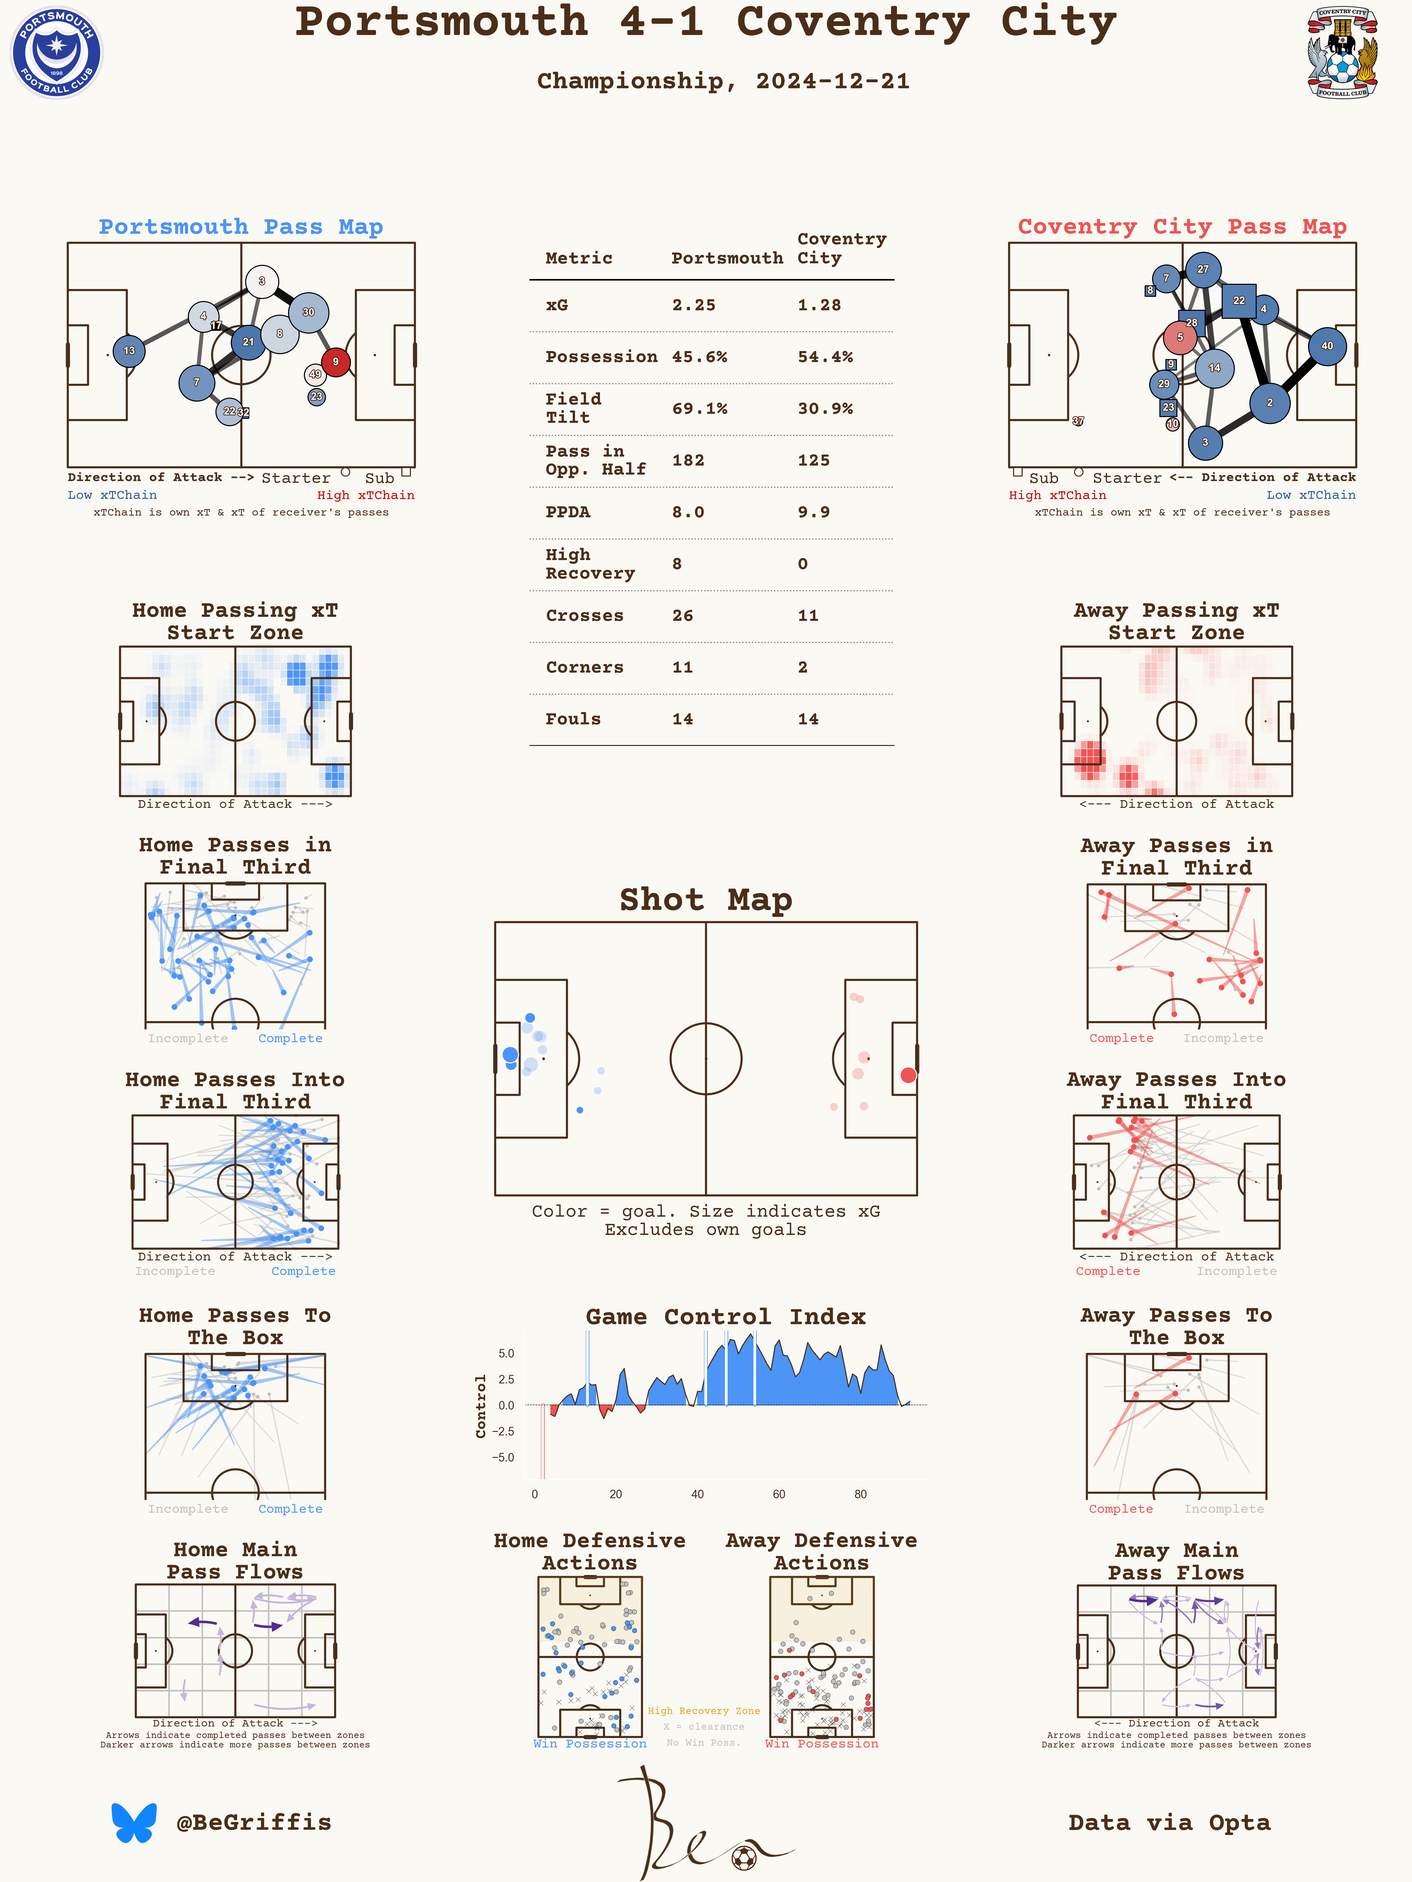 Portsmouth 4-1 Coventry City
Championship, 2024-12-21
PORTSMOUTH
1898
FOOTBALL CLUB
COVENTRY CITY
FOOTBALL CLUB
Portsmouth Pass Map
3
4
17
30
8
21
13
9
49
7
23
22
32
Direction of Attack --> Starter Sub
Low xTChain High xTChain
xTChain is own xT & xT of receiver's passes
Metric Portsmouth Coventry City
xG 2.25 1.28
Possession 45.6% 54.4%
Field Tilt 69.1% 30.9%
Pass in Opp. Half 182 125
PPDA 8.0 9.9
High Recovery 8 0
Crosses 26 11
Corners 11 2
Fouls 14 14
Coventry City Pass Map
27
7
8
22
4
28
5
40
9
14
29
2
23
37
10
3
Sub Starter <-- Direction of Attack
High xTChain Low xTChain
xTChain is own xT & xT of receiver's passes
Home Passing xT
Start Zone
Direction of Attack --->
Away Passing xT
Start Zone
<--- Direction of Attack
Home Passes in
Final Third
Incomplete Complete
Away Passes in
Final Third
Complete Incomplete
Shot Map
Color = goal. Size indicates xG
Excludes own goals
Home Passes Into
Final Third
Direction of Attack --->
Incomplete Complete
Away Passes Into
Final Third
<--- Direction of Attack
Complete Incomplete
Home Passes To
The Box
Incomplete Complete
Game Control Index
Control
5.0
2.5
0.0
−2.5
−5.0
0 20 40 60 80
Away Passes To
The Box
Complete Incomplete
Home Main
Pass Flows
Direction of Attack --->
Arrows indicate completed passes between zones
Darker arrows indicate more passes between zones
Home Defensive
Actions
Win Possession
High Recovery Zone
X = clearance
No Win Poss.
Away Defensive
Actions
Win Possession
Away Main
Pass Flows
<--- Direction of Attack
Arrows indicate completed passes between zones
Darker arrows indicate more passes between zones
@BeGriffis
Ben
Data via Opta